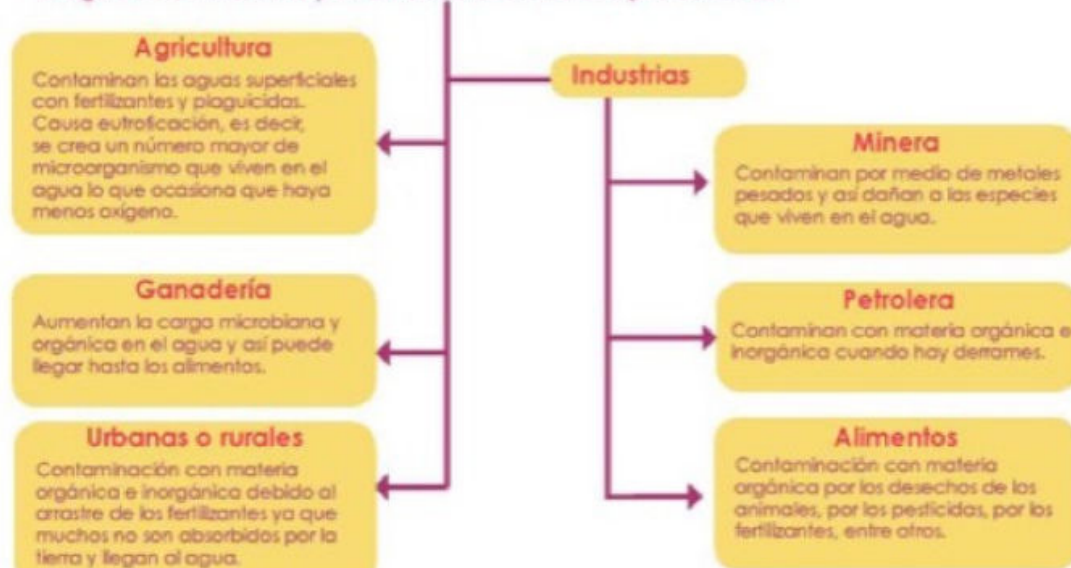 Agricultura
Contaminan las aguas superficiales
con fertilizantes y plaguicidas.
Causa eutroficación, es decir,
se crea un número mayor de
microorganismo que viven en el
agua lo que ocasiona que haya
menos oxígeno.
Ganadería
Aumentan la carga microbiana y
orgánica en el agua y así puede
llegar hasta los alimentos.
Urbanas o rurales
Contaminación con materia
orgánica e inorgánica debido al
arrastre de los fertilizantes ya que
muchos no son absorbidos por la
tierra y llegan al agua.
Industrias
Minera
Contaminan por medio de metales
pesados y así dañan a las especies
que viven en el agua.
Petrolera
Contaminan con materia orgánica e
inorgánica cuando hay derrames.
Alimentos
Contaminación con materia
orgánica por los desechos de los
animales, por los pesticidas, por los
fertilizantes, entre otros.